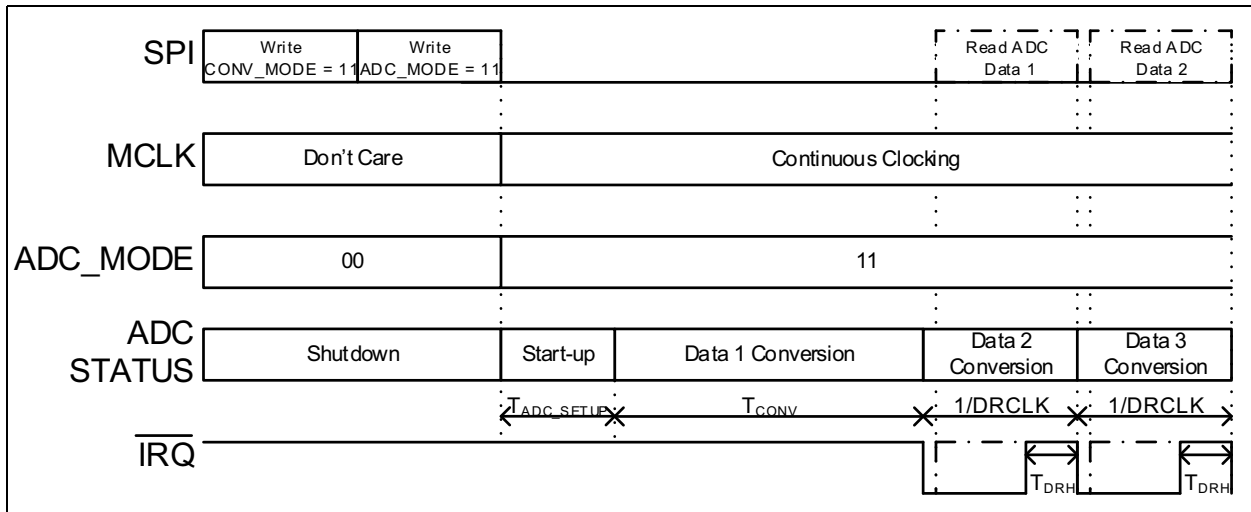 SPI
Write
CONV_MODE = 11
Write
ADC_MODE = 11
Read ADC
Data 1
Read ADC
Data 2
MCLK
Don't Care
Continuous Clocking
ADC_MODE
00
11
ADC
STATUS
Shutdown
Start-up
Data 1 Conversion
Data 2
Conversion
Data 3
Conversion
TADC_SETUP
TCONV
1/DRCLK
1/DRCLK
IRQ
TDRH
TDRH